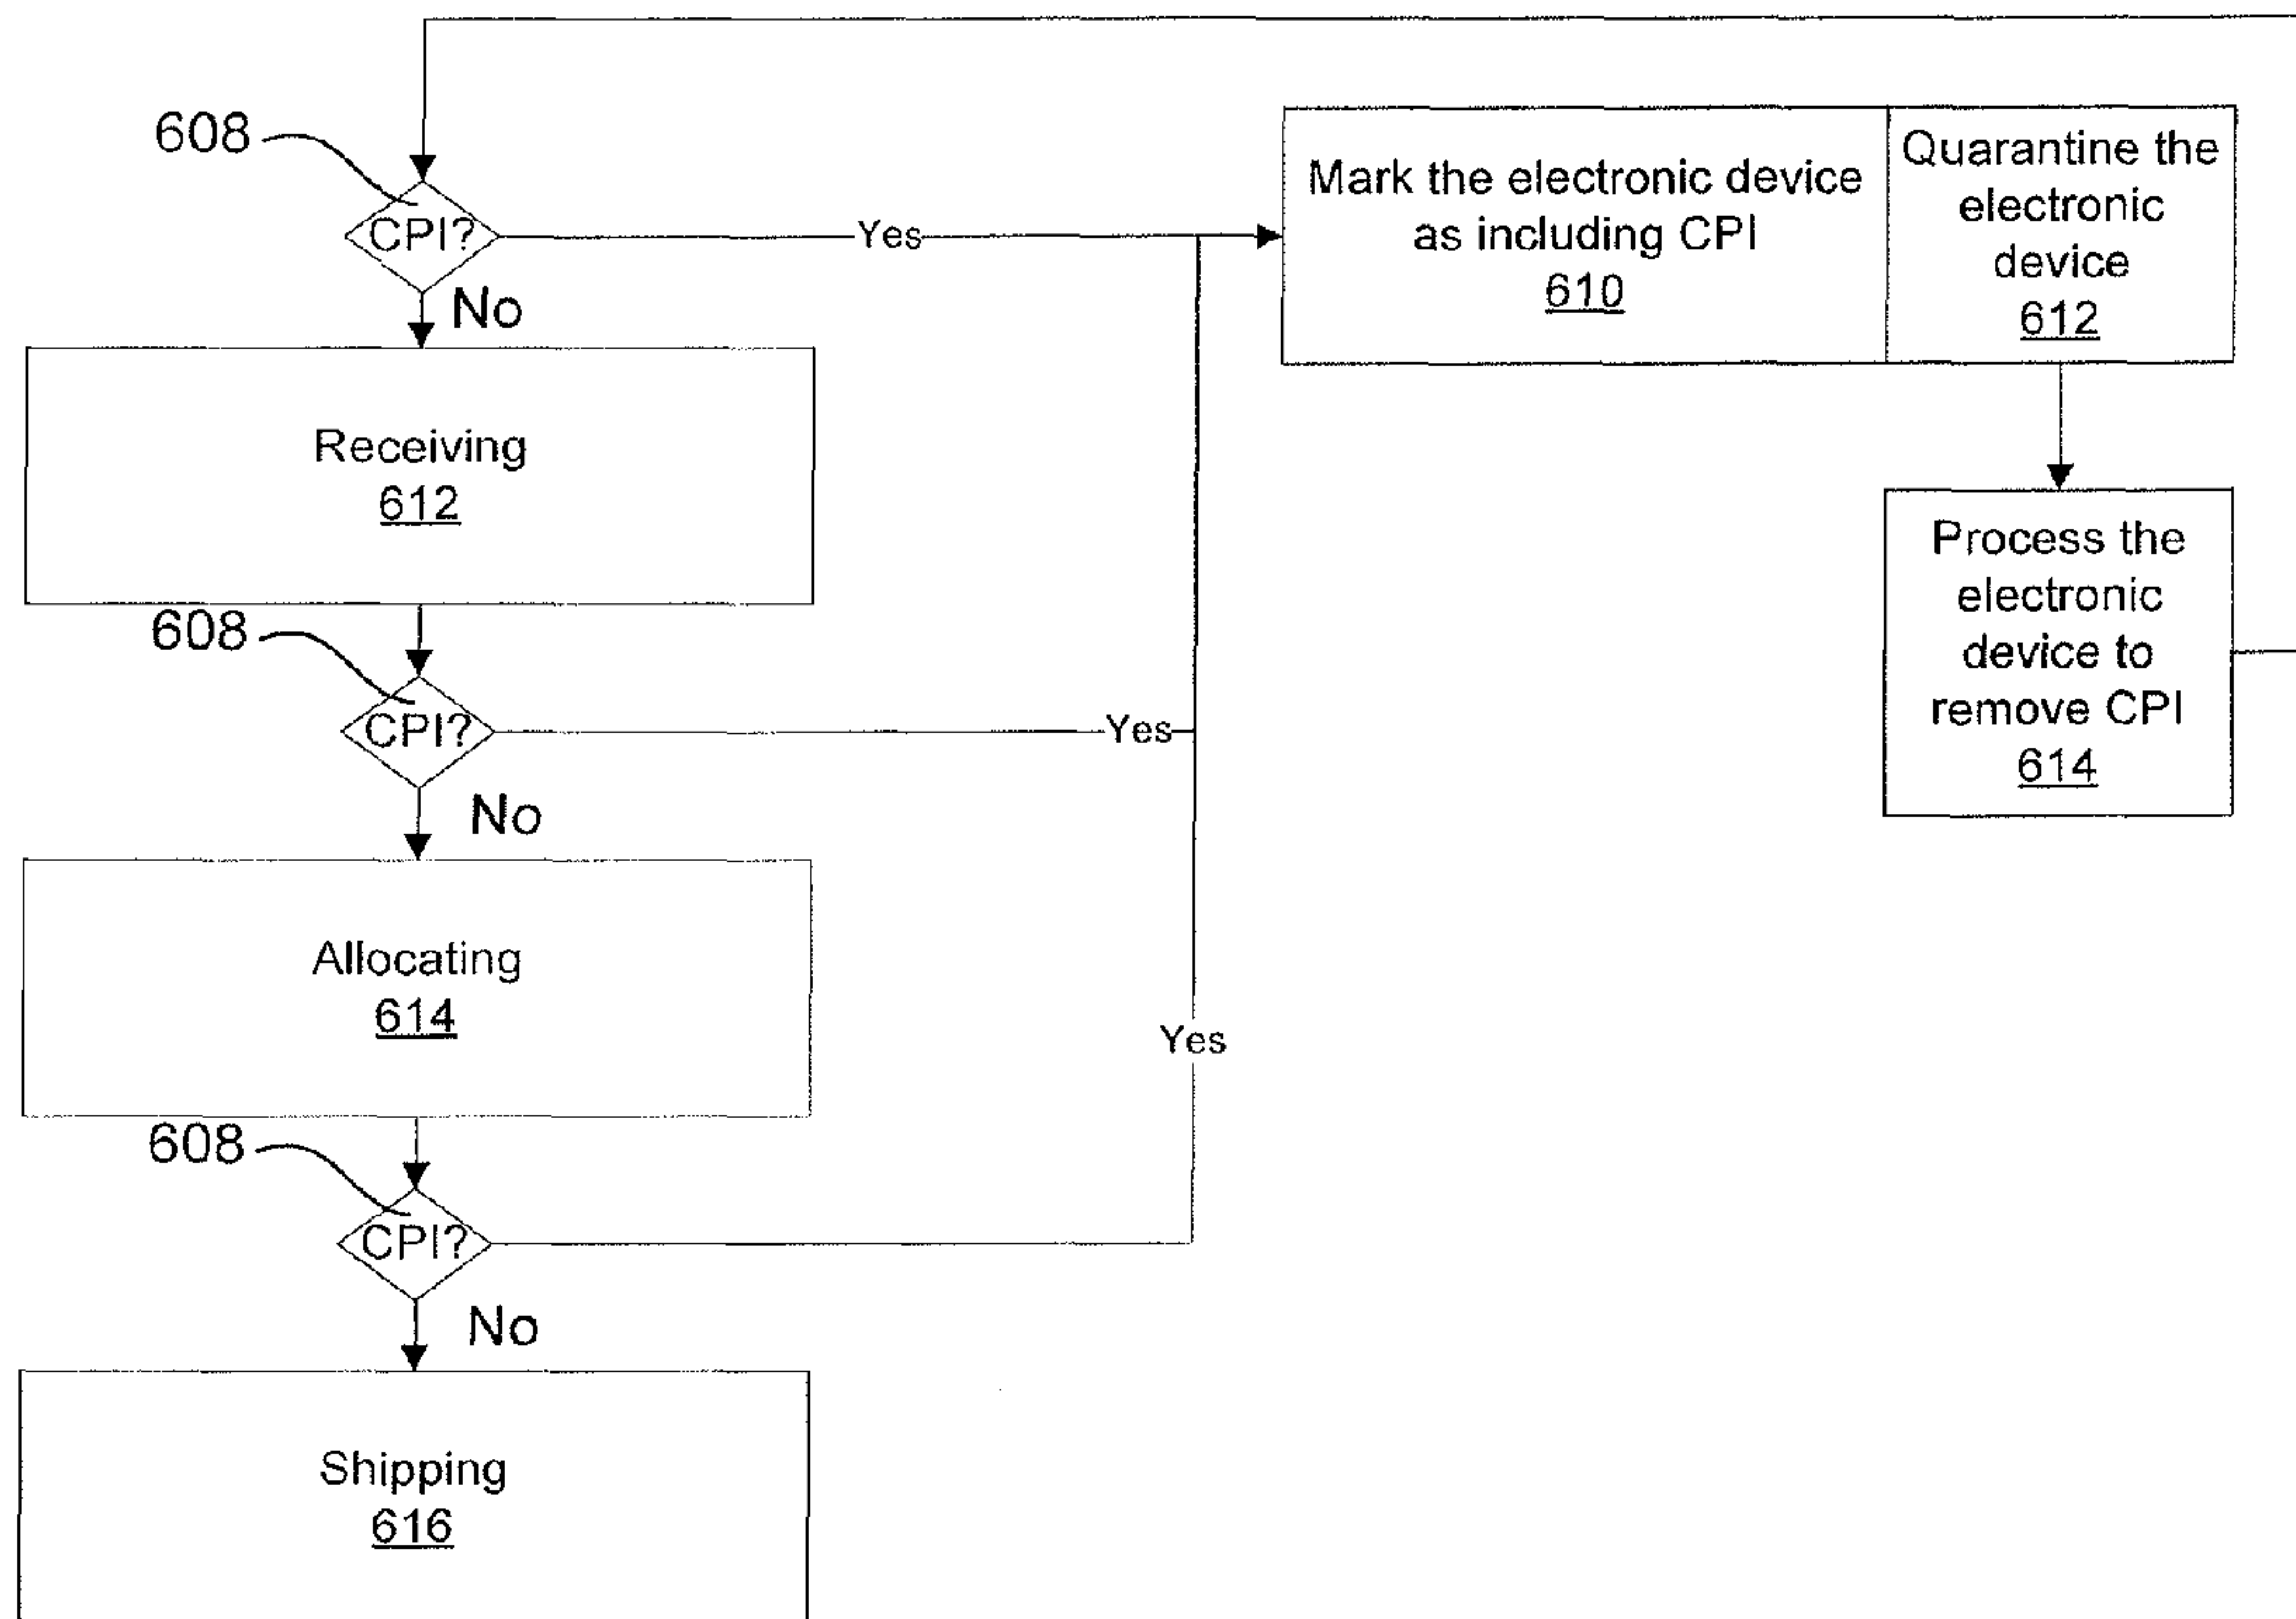 608
CPI?
Yes
No
Mark the electronic device
as including CPI
610
Quarantine the
electronic
device
612
Receiving
612
Process the
electronic
device to
remove CPI
614
608
CPI?
Yes
No
Allocating
614
Yes
608
CPI?
No
Shipping
616